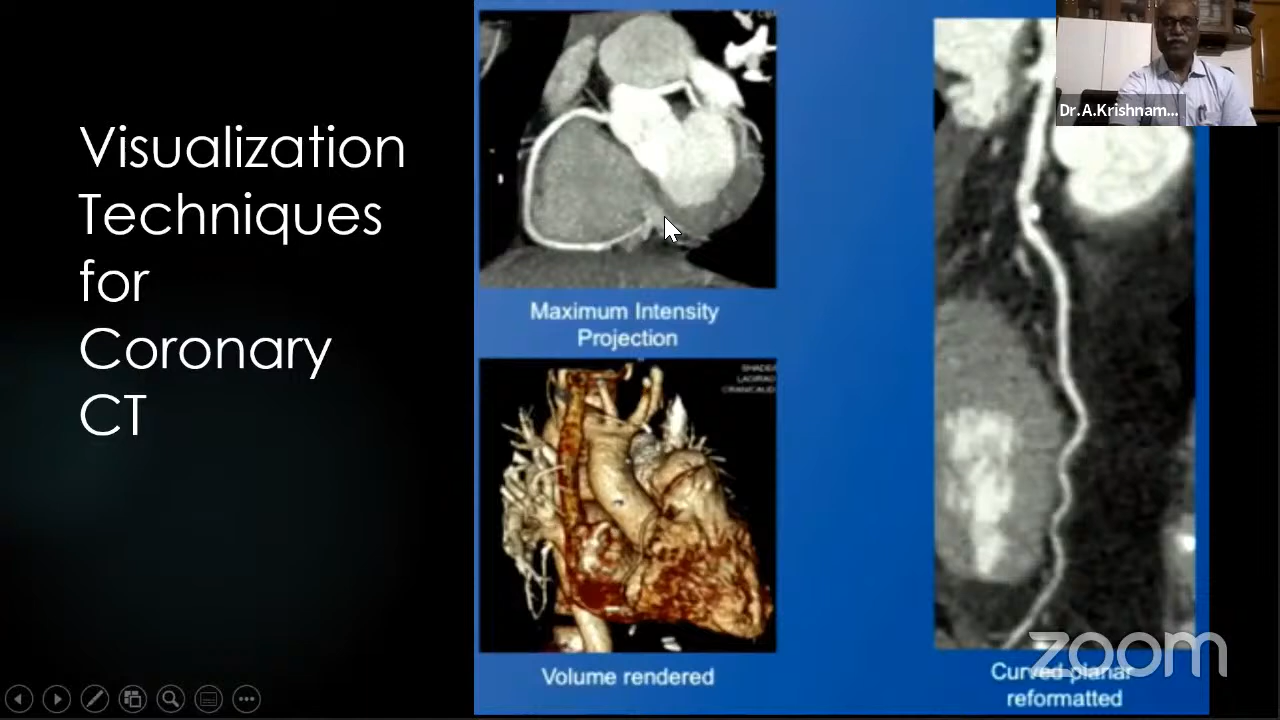 Visualization
Techniques
for
Coronary
CT
Maximum Intensity
Projection
Volume rendered
Curved planar
reformatted
Dr.A.Krishnam...
zoom